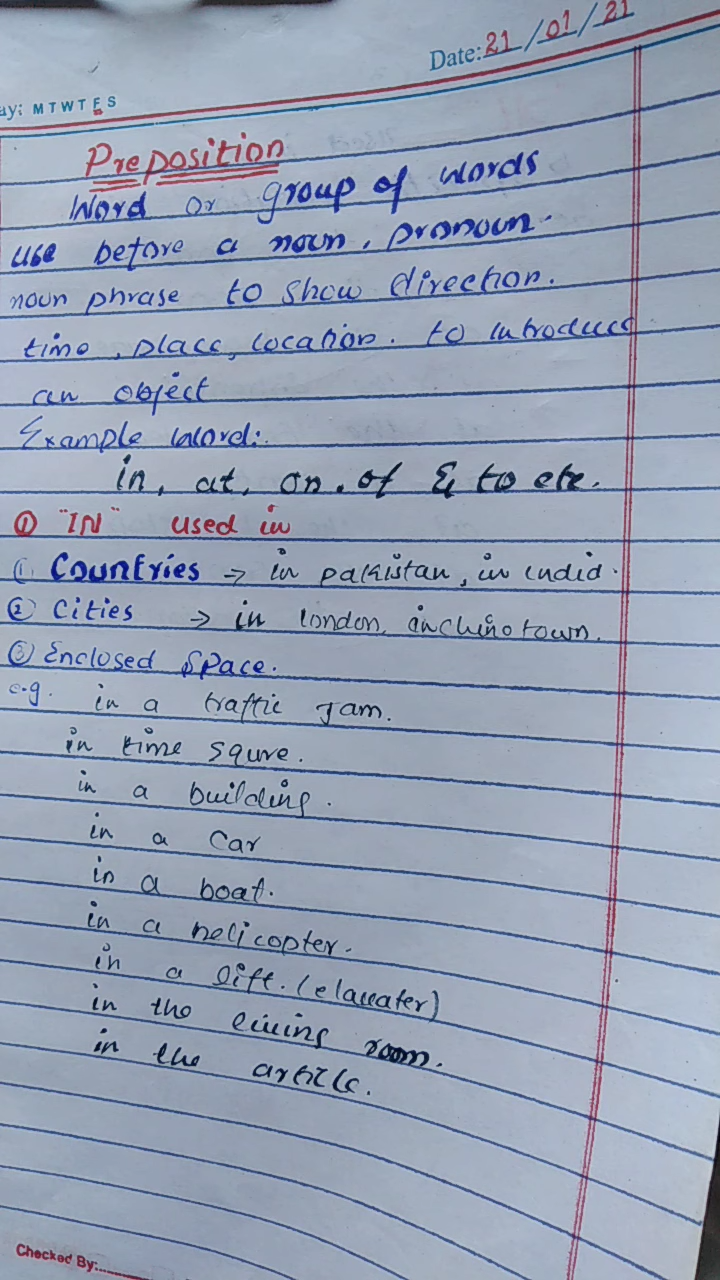 Date: 21/01/21
ay: M T W T F S
Preposition
Word or group of words
use before a noun, pronoun.
noun phrase to show direction.
time, place, location. to introduce
an object
Example word:.
in, at, on. of & to etc.
① "IN" used in
① Countries → in pakistan, in india.
② Cities → in london, in chino town.
③ Enclosed Space.
e.g. in a traffic jam.
in time squre.
in a building.
in a car
in a boat.
in a helicopter.
in a lift. (elauater)
in the living room.
in the article.
Checked By: